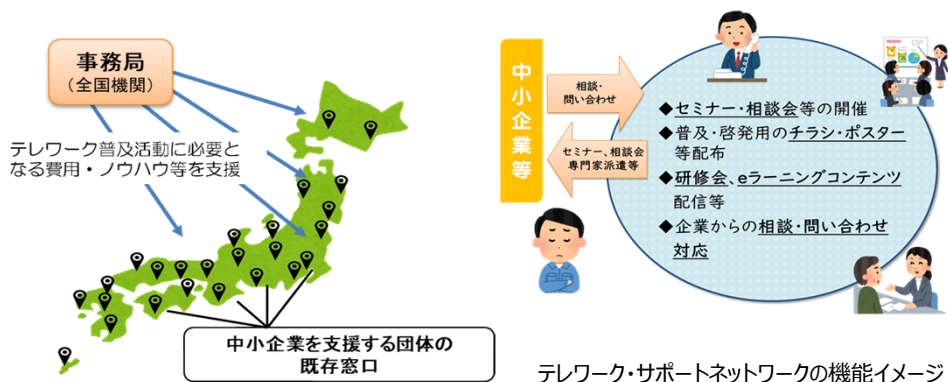 事務局
（全国機関）
テレワーク普及活動に必要と
なる費用・ノウハウ等を支援
中小企業を支援する団体の
既存窓口
中小企業等
相談・
問い合わせ
セミナー、相談会
専門家派遣等
◆セミナー・相談会等の開催
◆普及・啓発用のチラシ・ポスター
等配布
◆研修会、eラーニングコンテンツ
配信等
◆企業からの相談・問い合わせ
対応
テレワーク・サポートネットワークの機能イメージ